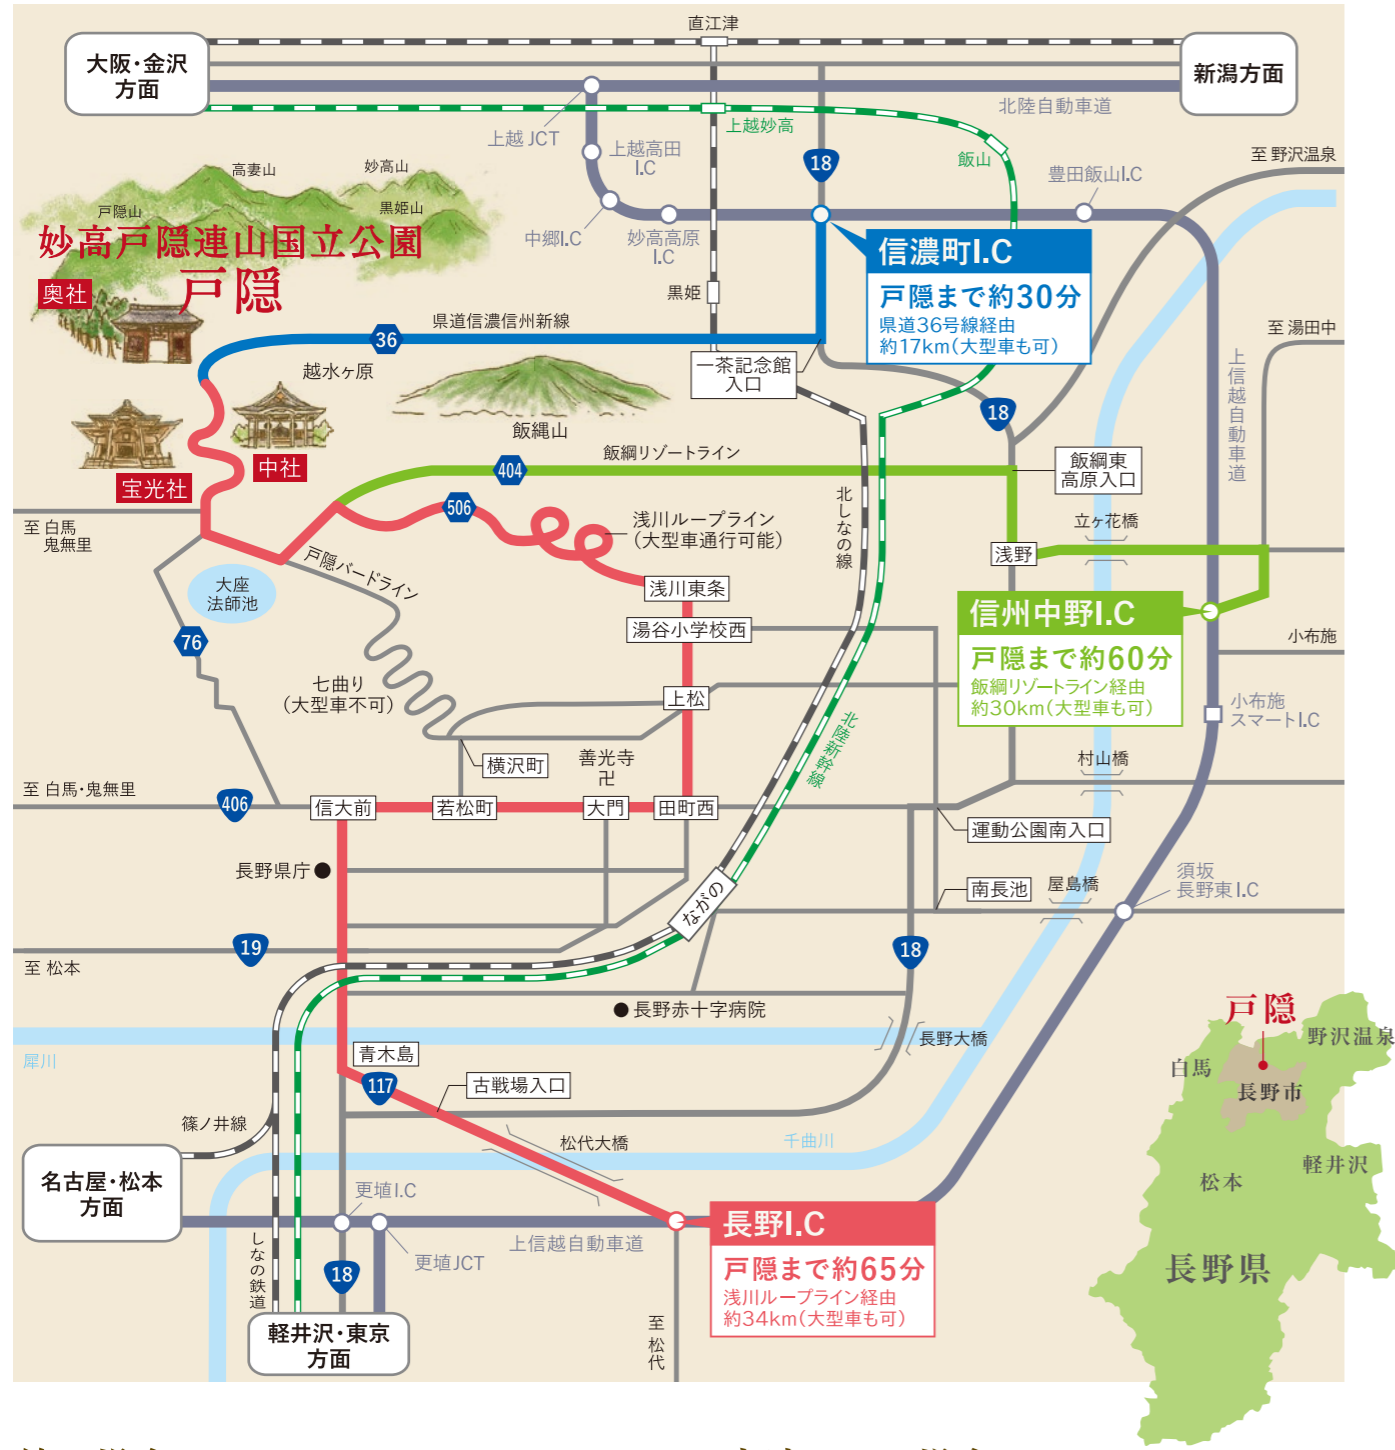 直江津
大阪・金沢
方面
新潟方面
北陸自動車道
上越JCT
上越妙高
上越高田
I.C
18
飯山
至 野沢温泉
豊田飯山I.C
高妻山
妙高山
戸隠山
黒姫山
妙高戸隠連山国立公園
戸隠
奥社
中郷I.C
妙高高原
I.C
信濃町I.C
戸隠まで約30分
県道36号線経由
約17km(大型車も可)
黒姫
県道信濃信州新線
36
至 湯田中
越水ヶ原
一茶記念館
入口
上信越自動車道
18
飯縄山
中社
宝光社
飯綱リゾートライン
404
飯綱東
高原入口
506
浅川ループライン
(大型車通行可能)
北しなの線
立ヶ花橋
至 白馬
鬼無里
浅野
戸隠バードライン
大座
法師池
浅川東条
信州中野I.C
戸隠まで約60分
飯綱リゾートライン経由
約30km(大型車も可)
湯谷小学校西
76
小布施
七曲り
(大型車不可)
上松
小布施
スマートI.C
北陸新幹線
横沢町
善光寺
卍
村山橋
至 白馬・鬼無里
406
信大前
若松町
大門
田町西
運動公園南入口
長野県庁
須坂
長野東I.C
ながの
南長池
屋島橋
19
18
至 松本
長野赤十字病院
戸隠
野沢温泉
白馬
長野市
軽井沢
松本
長野県
長野大橋
犀川
青木島
117
古戦場入口
篠ノ井線
松代大橋
千曲川
名古屋・松本
方面
更埴I.C
長野I.C
戸隠まで約65分
浅川ループライン経由
約34km(大型車も可)
しなの鉄道
更埴JCT
上信越自動車道
18
軽井沢・東京
方面
至 松代